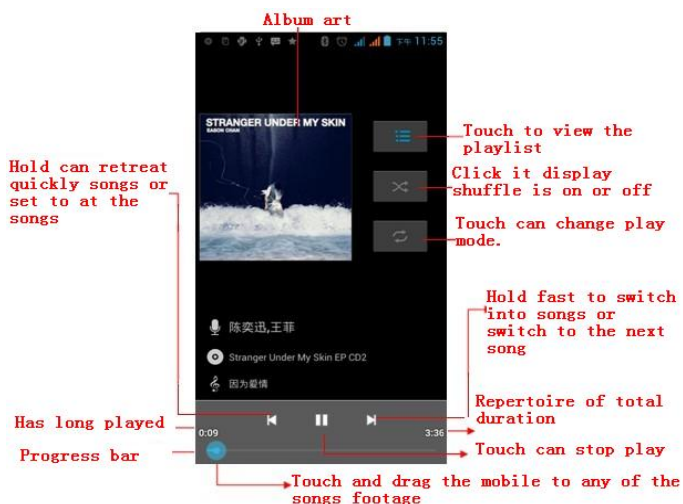 Album art
下午 11:55
STRANGER UNDER MY SKIN
EASON CHAN
Touch to view the
playlist
Hold can retreat
quickly songs or
set to at the
songs
Click it display
shuffle is on or off
Touch can change play
mode.
Hold fast to switch
into songs or
switch to the next
song
陈奕迅,王菲
Stranger Under My Skin EP CD2
因为爱情
Repertoire of total
duration
Has long played
0:09
3:36
Touch can stop play
Progress bar
Touch and drag the mobile to any of the
songs footage